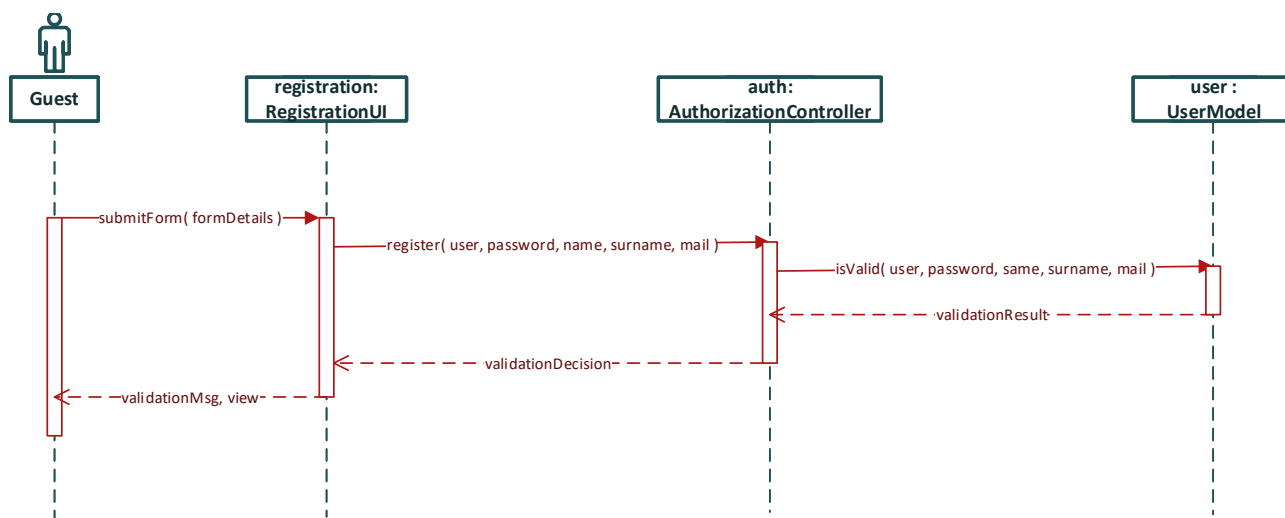 Guest
registration:
RegistrationUI
auth:
AuthorizationController
user :
UserModel
submitForm( formDetails )
register( user, password, name, surname, mail )
isValid( user, password, same, surname, mail )
validationResult
validationDecision
validationMsg, view